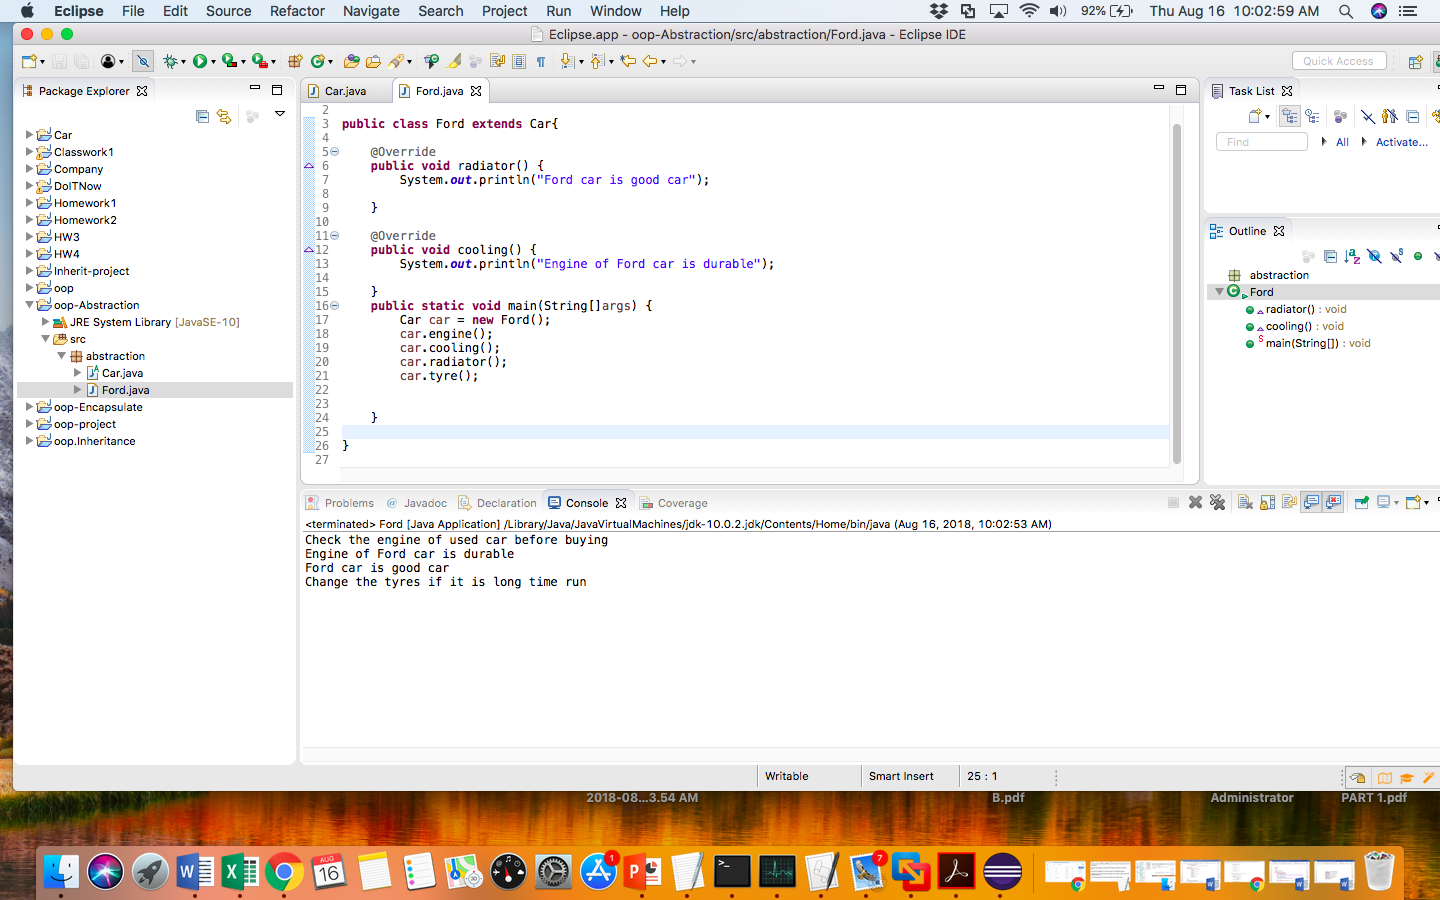 Eclipse File Edit Source Refactor Navigate Search Project Run Window Help 92% Thu Aug 16 10:02:59 AM
Eclipse.app - oop-Abstraction/src/abstraction/Ford.java - Eclipse IDE
Quick Access
Package Explorer
Car
Classwork1
Company
DoITNow
Homework1
Homework2
HW3
HW4
Inherit-project
oop
oop-Abstraction
JRE System Library [JavaSE-10]
src
abstraction
Car.java
Ford.java
oop-Encapsulate
oop-project
oop.Inheritance
Car.java Ford.java
2
3 public class Ford extends Car{
4
5 @Override
6 public void radiator() {
7 System.out.println("Ford car is good car");
8
9 }
10
11 @Override
12 public void cooling() {
13 System.out.println("Engine of Ford car is durable");
14
15 }
16 public static void main(String[]args) {
17 Car car = new Ford();
18 car.engine();
19 car.cooling();
20 car.radiator();
21 car.tyre();
22
23
24 }
25
26 }
27
Task List
Find All Activate...
Outline
abstraction
Ford
radiator() : void
cooling() : void
main(String[]) : void
Problems Javadoc Declaration Console Coverage
<terminated> Ford [Java Application] /Library/Java/JavaVirtualMachines/jdk-10.0.2.jdk/Contents/Home/bin/java (Aug 16, 2018, 10:02:53 AM)
Check the engine of used car before buying
Engine of Ford car is durable
Ford car is good car
Change the tyres if it is long time run
Writable Smart Insert 25 : 1
2018-08...3.54 AM B.pdf Administrator PART 1.pdf
AUG
16
1
7